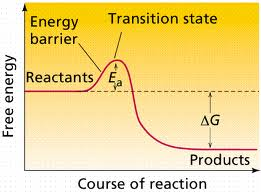 Energy
barrier
Transition state
Reactants
Ea
ΔG
Products
Free energy
Course of reaction